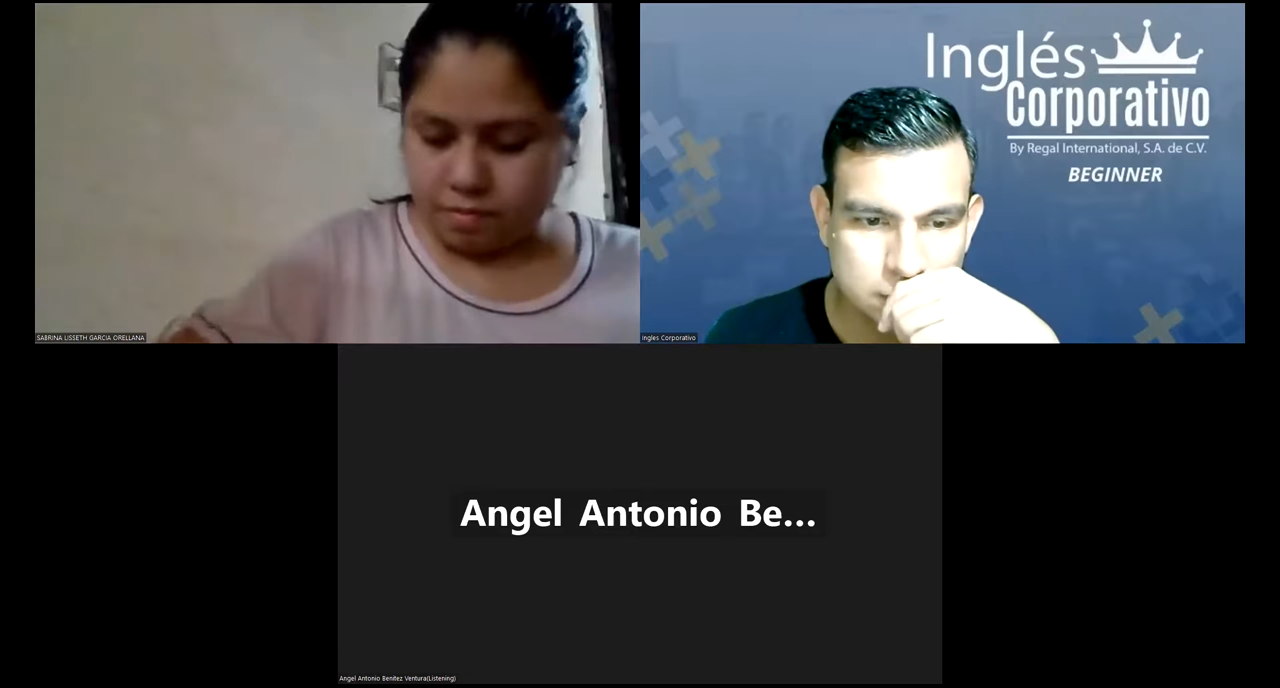 Inglés
Corporativo
By Regal International, S.A. de C.V.
BEGINNER
SABRINA LISSETH GARCIA ORELLANA
Ingles Corporativo
Angel Antonio Be...
Angel Antonio Benitez Ventura(Listening)